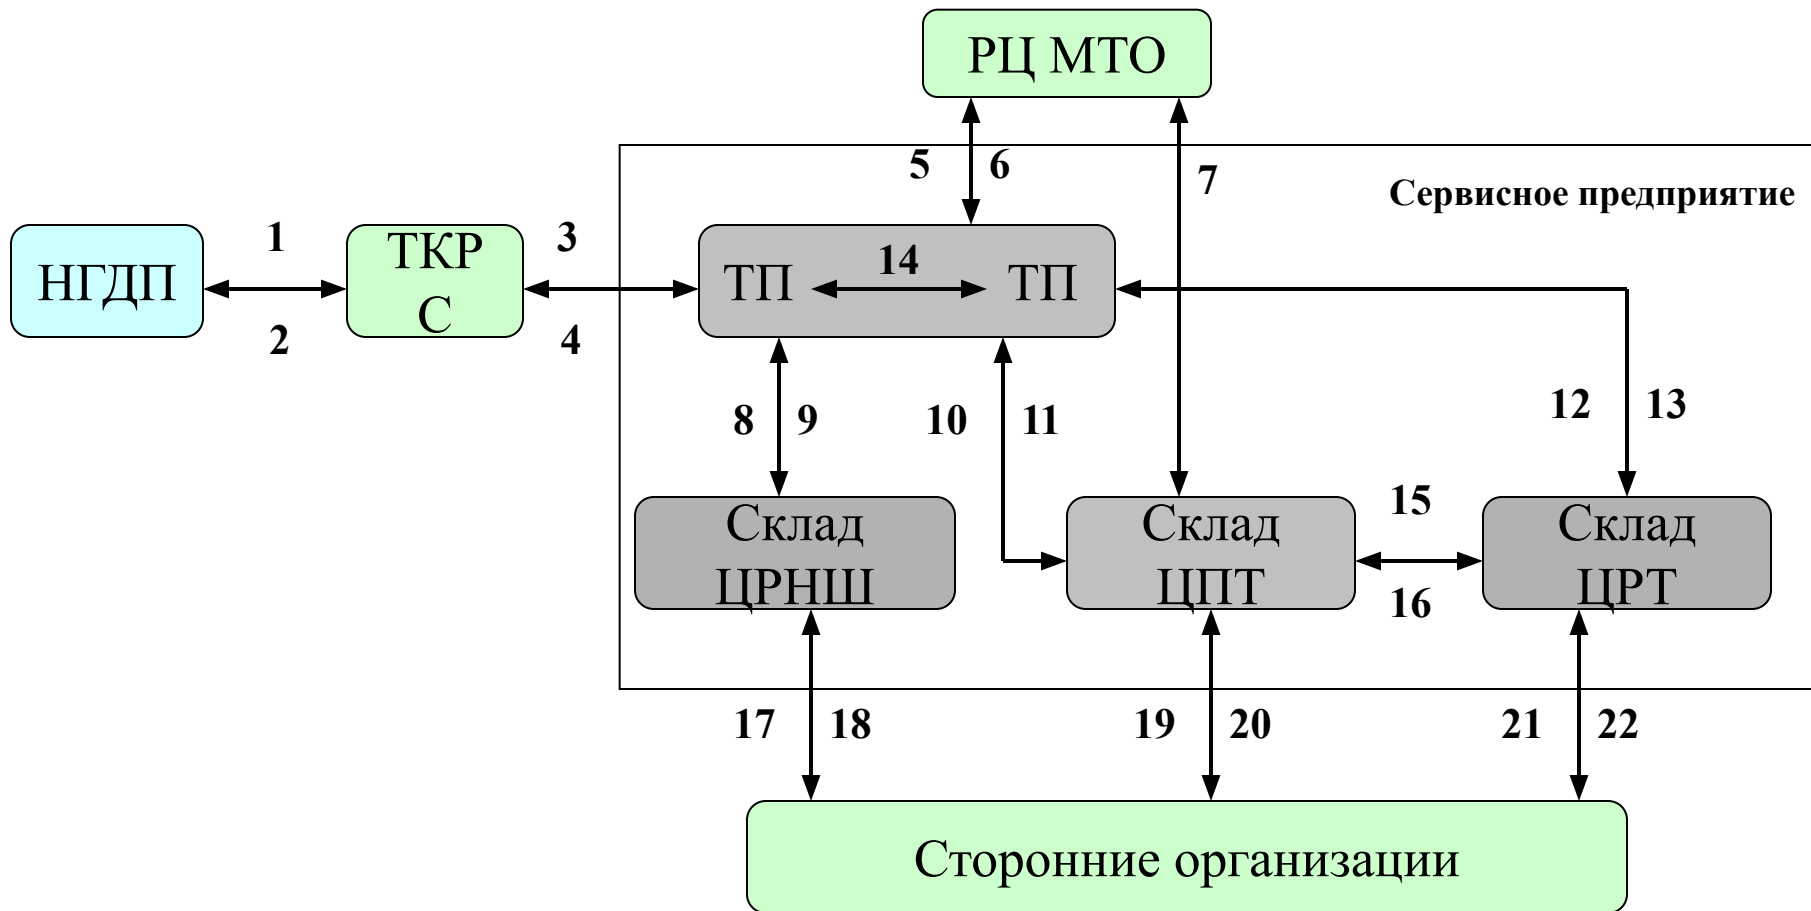 РЦ МТО
5
6
7
Сервисное предприятие
1
3
НГДП
ТКР
С
ТП
14
ТП
2
4
8
9
10
11
12
13
Склад
ЦРНШ
Склад
ЦПТ
15
16
Склад
ЦРТ
17
18
19
20
21
22
Сторонние организации